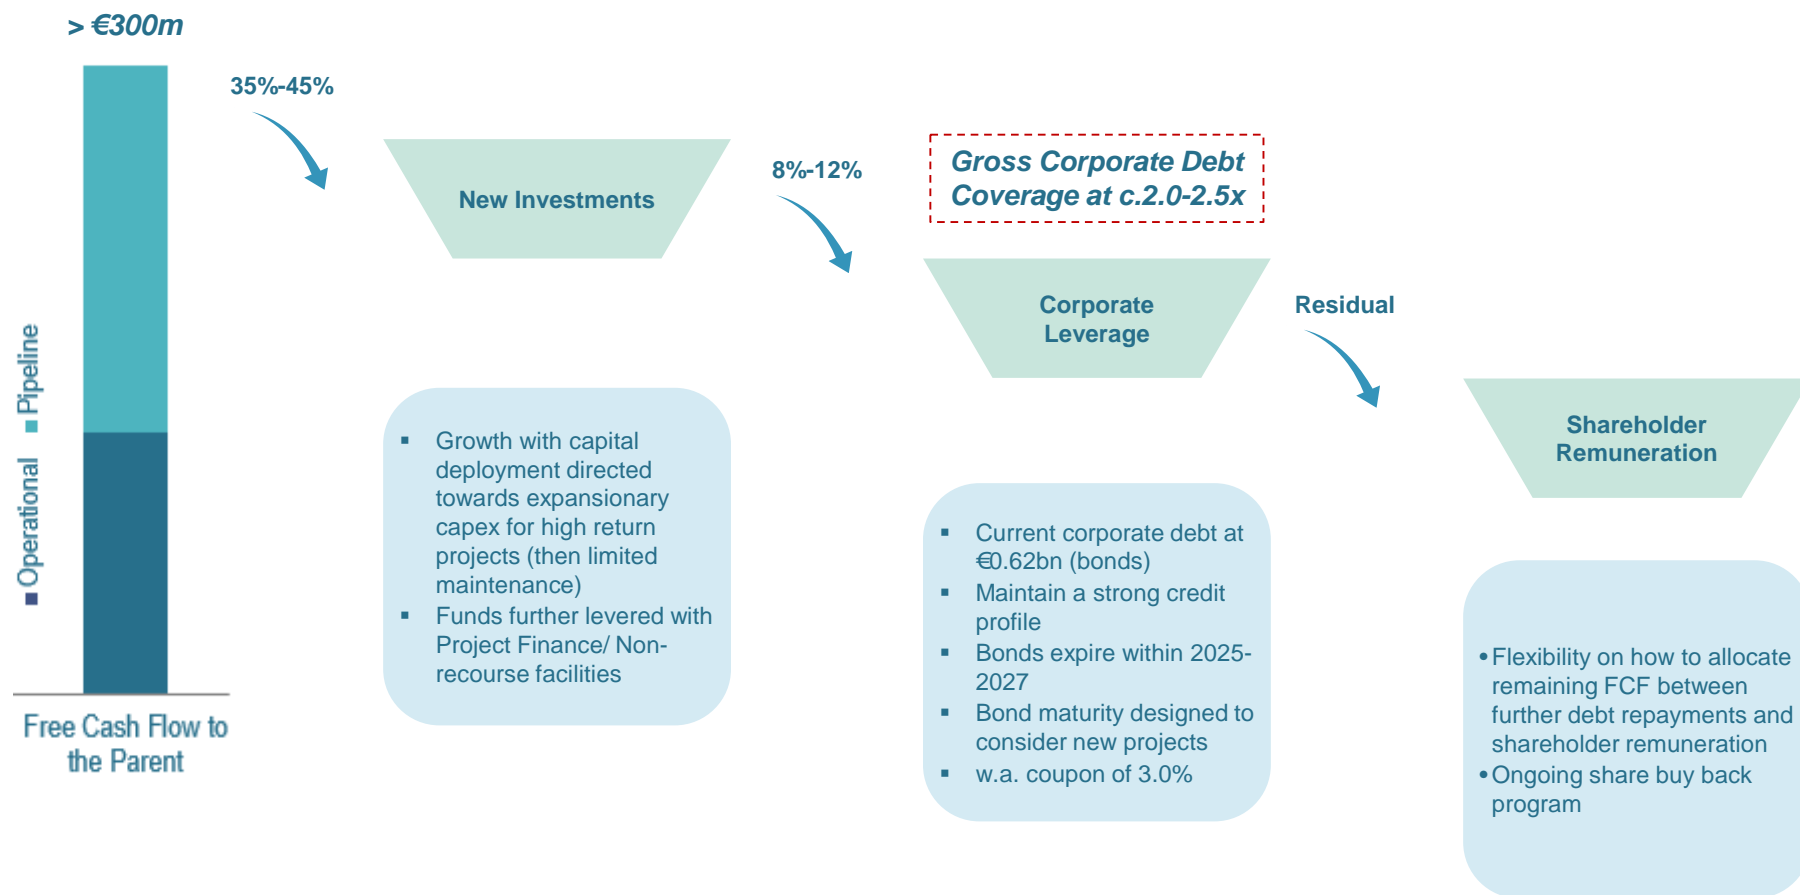 > €300m
Pipeline
Operational
Free Cash Flow to
the Parent
35%-45%
New Investments
▪ Growth with capital
deployment directed
towards expansionary
capex for high return
projects (then limited
maintenance)
▪ Funds further levered with
Project Finance/ Non-
recourse facilities
8%-12%
Gross Corporate Debt
Coverage at c.2.0-2.5x
Corporate
Leverage
▪ Current corporate debt at
€0.62bn (bonds)
▪ Maintain a strong credit
profile
▪ Bonds expire within 2025-
2027
▪ Bond maturity designed to
consider new projects
▪ w.a. coupon of 3.0%
Residual
Shareholder
Remuneration
• Flexibility on how to allocate
remaining FCF between
further debt repayments and
shareholder remuneration
• Ongoing share buy back
program